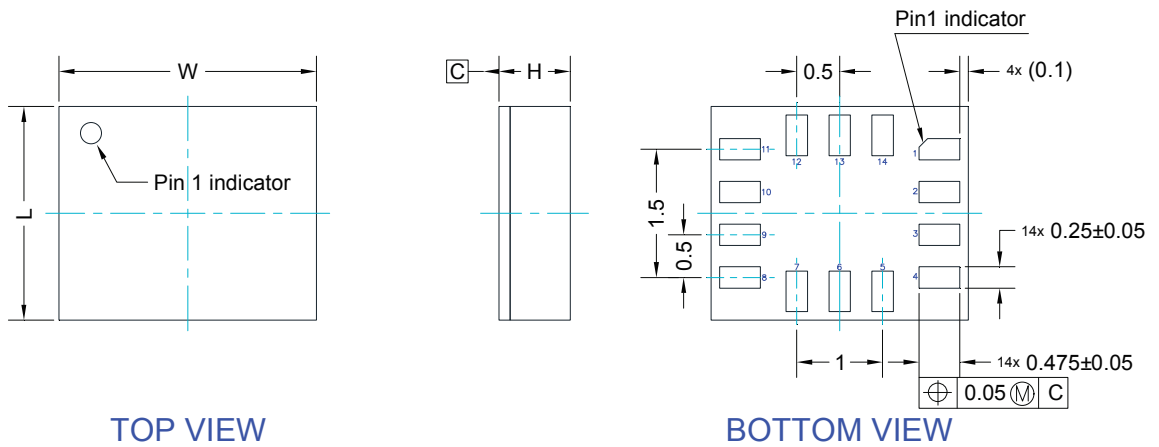 W
L
Pin 1 indicator
TOP VIEW
C
H
Pin1 indicator
0.5
4x (0.1)
11
10
9
8
12
13
14
1
2
3
4
7
6
5
1.5
0.5
14x 0.25±0.05
1
14x 0.475±0.05
⌖ 0.05 Ⓜ C
BOTTOM VIEW